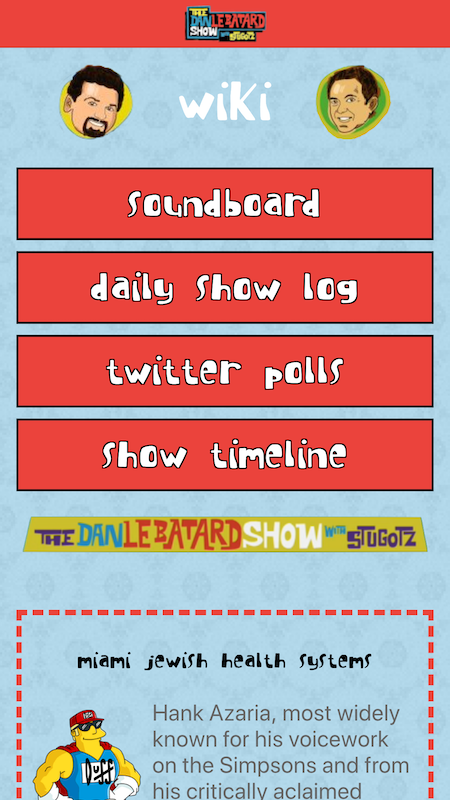 THE DAN LE BATARD
SHOW WITH STUGOTZ
wiki
soundboard
daily show log
twitter polls
show timeline
THE DAN LE BATARD SHOW WITH STUGOTZ
miami jewish health systems
Hank Azaria, most widely
known for his voicework
on the Simpsons and from
his critically aclaimed
Duff